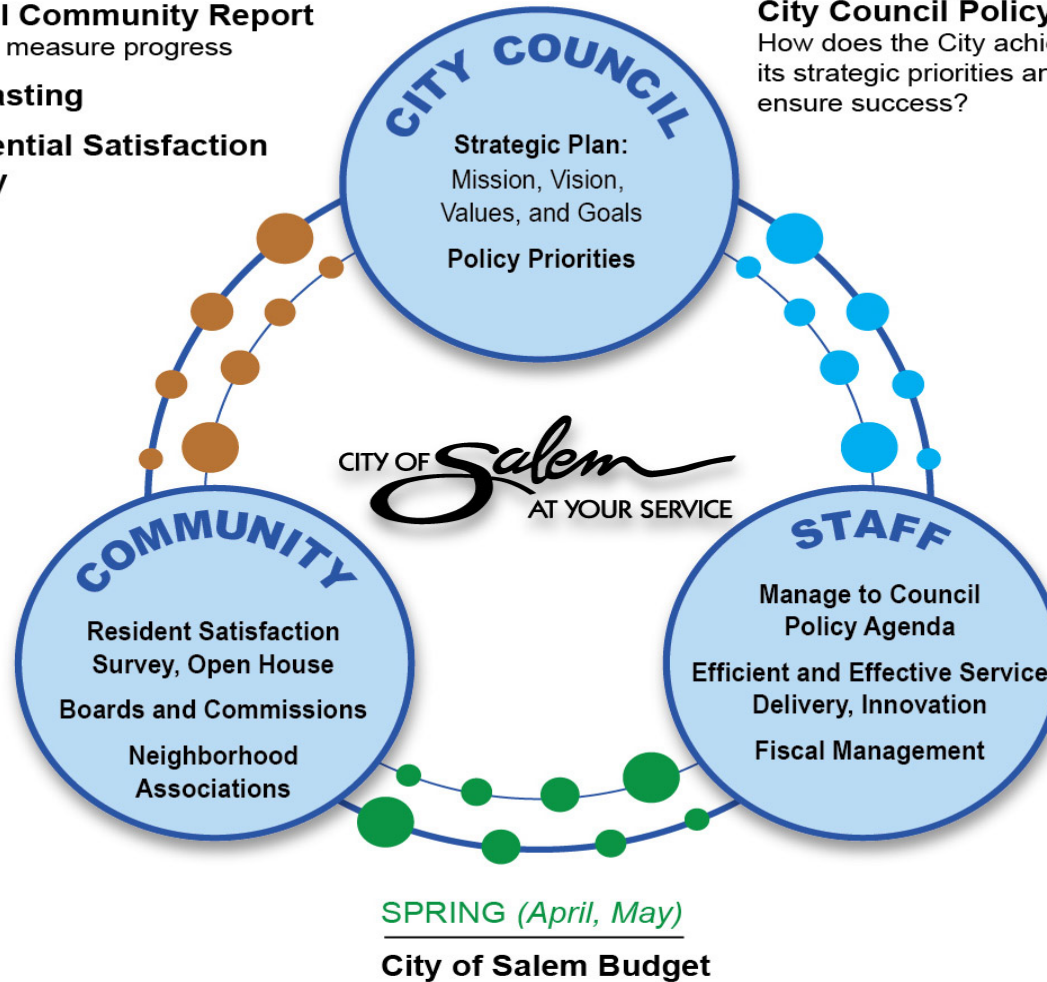 l Community Report
measure progress
asting
ential Satisfaction
y
City Council Policy
How does the City achi
its strategic priorities a
ensure success?
CITY COUNCIL
Strategic Plan:
Mission, Vision,
Values, and Goals
Policy Priorities
CITY OF Salem
AT YOUR SERVICE
COMMUNITY
Resident Satisfaction
Survey, Open House
Boards and Commissions
Neighborhood
Associations
STAFF
Manage to Council
Policy Agenda
Efficient and Effective Service
Delivery, Innovation
Fiscal Management
SPRING (April, May)
City of Salem Budget